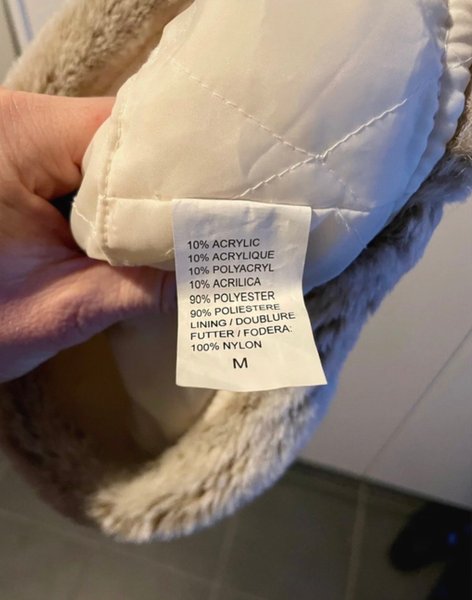 10% ACRYLIC
10% ACRYLIQUE
10% POLYACRYL
10% ACRILICA
90% POLYESTER
90% POLIESTERE
LINING / DOUBLURE
FUTTER / FODERA:
100% NYLON
M